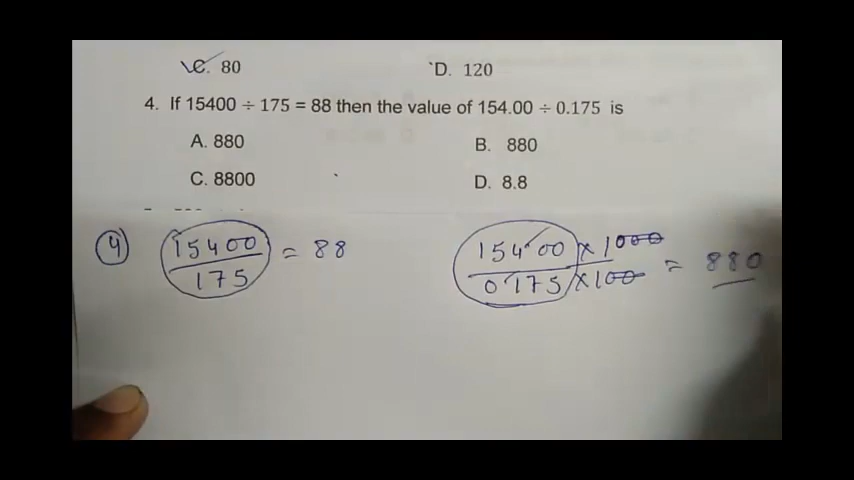 C. 80 D. 120
4. If 15400 ÷ 175 = 88 then the value of 154.00 ÷ 0.175 is
A. 880 B. 880
C. 8800 D. 8.8
4 15400 = 88 154.00 × 1000 = 880
175 0.175 × 100